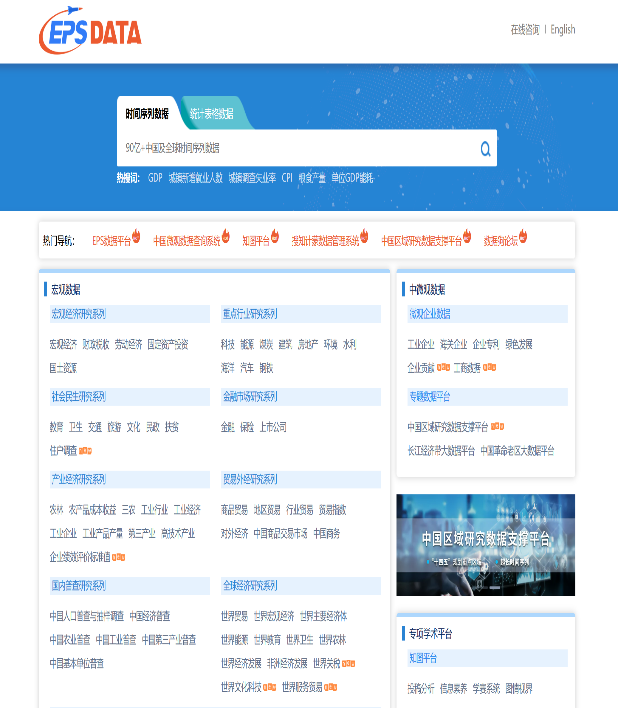 EPS DATA
在线咨询 | English
时间序列数据 统计表格数据
90亿+中国及全球时间序列数据
热搜词: GDP 城镇新增就业人数 城镇调查失业率 CPI 粮食产量 单位GDP能耗
热门导航: EPS数据平台 中国微观数据查询系统 知图平台 援知计算数据管理系统 中国区域研究数据支撑平台 数据狗论坛
宏观数据
宏观经济研究系列 重点行业研究系列
宏观经济 财政税收 劳动经济 固定资产投资 科技 能源 煤炭 建筑 房地产 环境 水利
国土资源 海洋 汽车 钢铁
社会民生研究系列 金融市场研究系列
教育 卫生 交通 旅游 文化 民政 扶贫 金融 保险 上市公司
住户调查
产业经济研究系列 贸易外经研究系列
农林 农产品成本收益 三农 工业行业 工业经济 商品贸易 地区贸易 行业贸易 贸易指数
工业企业 工业产品产量 第三产业 高技术产业 对外经济 中国商品交易市场 中国商务
企业绩效评价标准值
国内普查研究系列 全球经济研究系列
中国人口普查与抽样调查 中国经济普查 世界贸易 世界宏观经济 世界主要经济体
中国农业普查 中国工业普查 中国第三产业普查 世界能源 世界教育 世界卫生 世界农林
中国基本单位普查 世界经济发展 非洲经济发展 世界关税
世界文化科技 世界服务贸易
中微观数据
微观企业数据
工业企业 海关企业 企业专利 绿色发展
企业贡献 工商数据
专题数据平台
中国区域研究数据支撑平台
长江经济带大数据平台 中国革命老区大数据平台
中国区域研究数据支撑平台
专项学术平台
知图平台
投稿分析 信息素养 学赛系统 图情视界